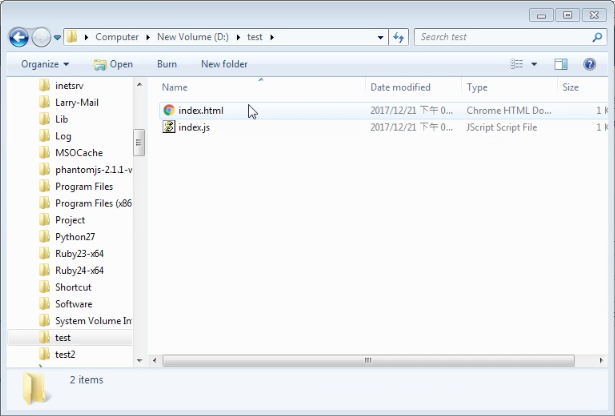 Computer New Volume (D:) test
Search test
Organize Open Burn New folder
Name Date modified Type Size
inetsrv
Larry-Mail
Lib
Log
MSOCache
phantomjs-2.1.1-w
Program Files
Program Files (x86
Project
Python27
Ruby23-x64
Ruby24-x64
Shortcut
Software
System Volume In
test
test2
index.html 2017/12/21 下午 0... Chrome HTML Do... 1 K
index.js 2017/12/21 下午 0... JScript Script File 1 K
2 items